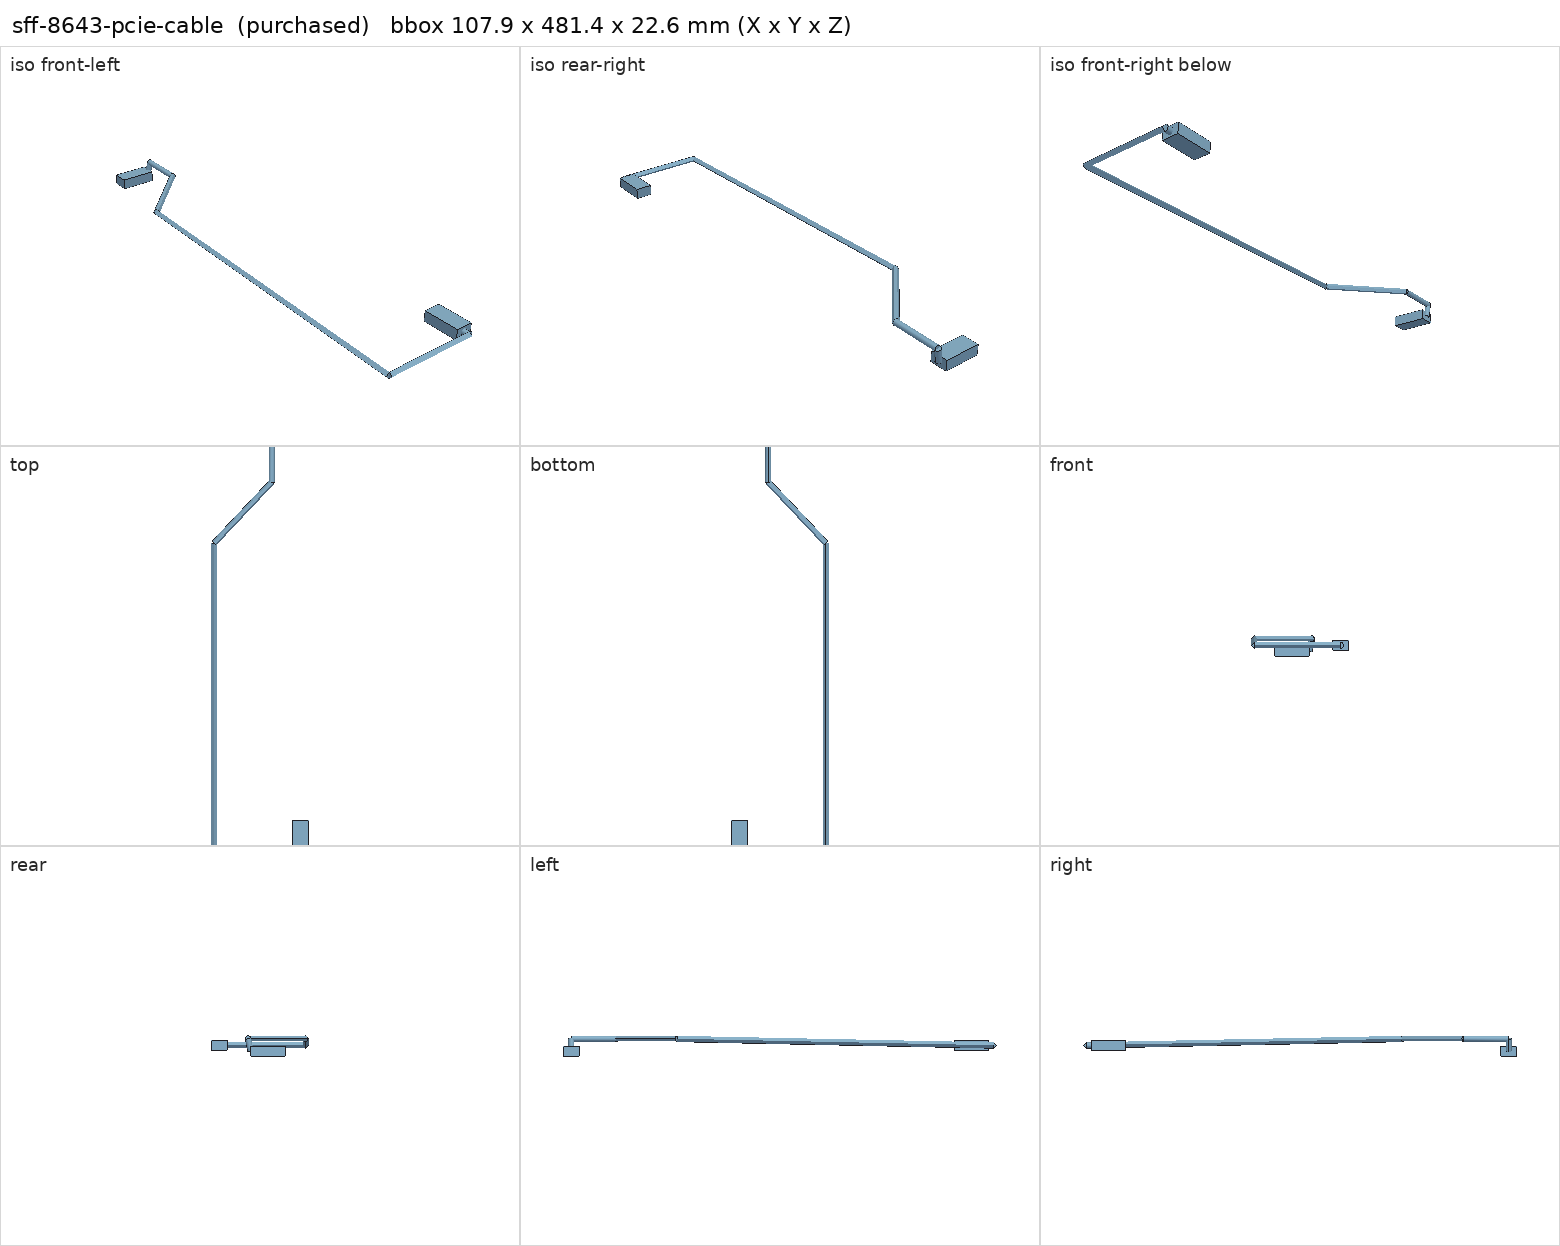 sff-8643-pcie-cable  (purchased)   bbox 107.9 x 481.4 x 22.6 mm (X x Y x Z)
iso front-left
iso rear-right
iso front-right below
top
bottom
front
rear
left
right